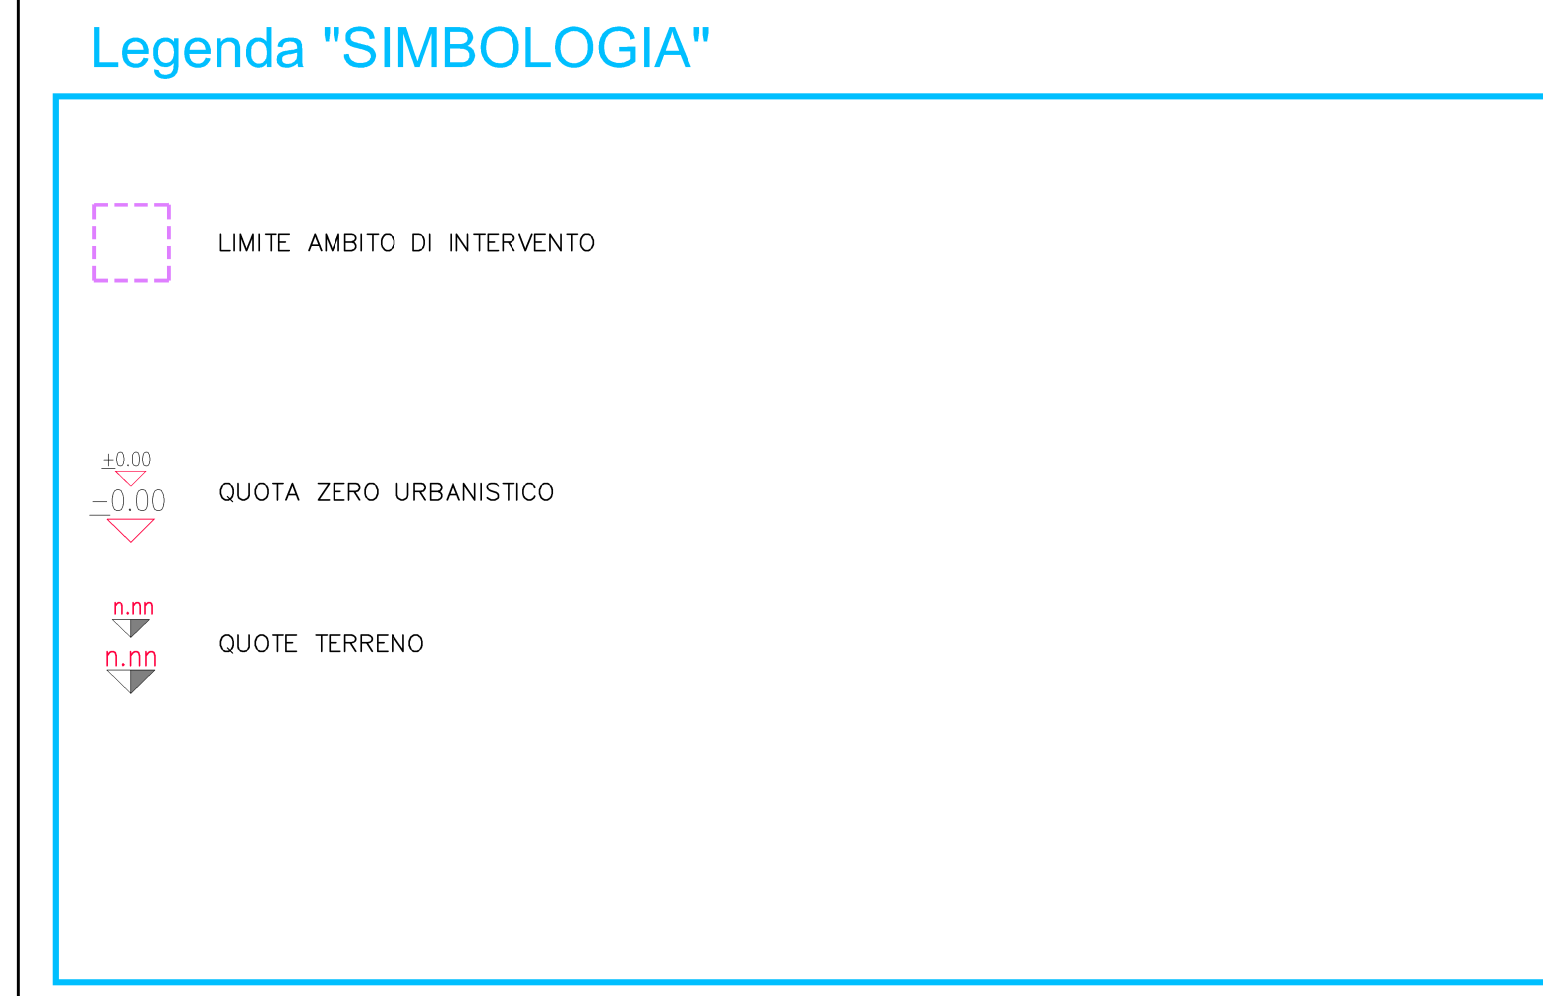 Legenda "SIMBOLOGIA"
LIMITE AMBITO DI INTERVENTO
+0.00
–0.00
QUOTA ZERO URBANISTICO
n.nn
n.nn
QUOTE TERRENO